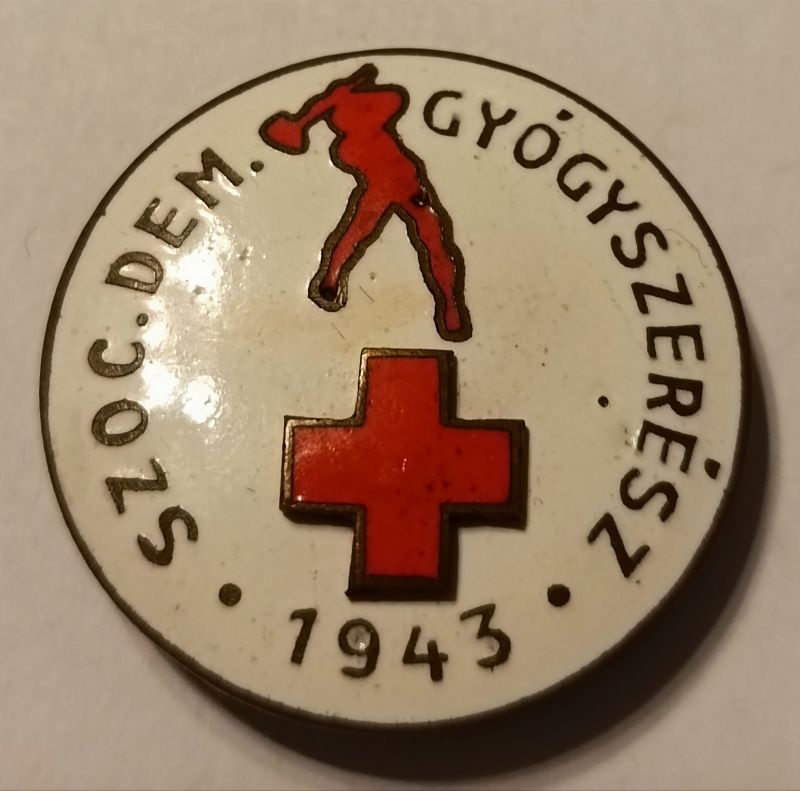 SZOC. DEM. GYÓGYSZERÉSZ
• 1943 •